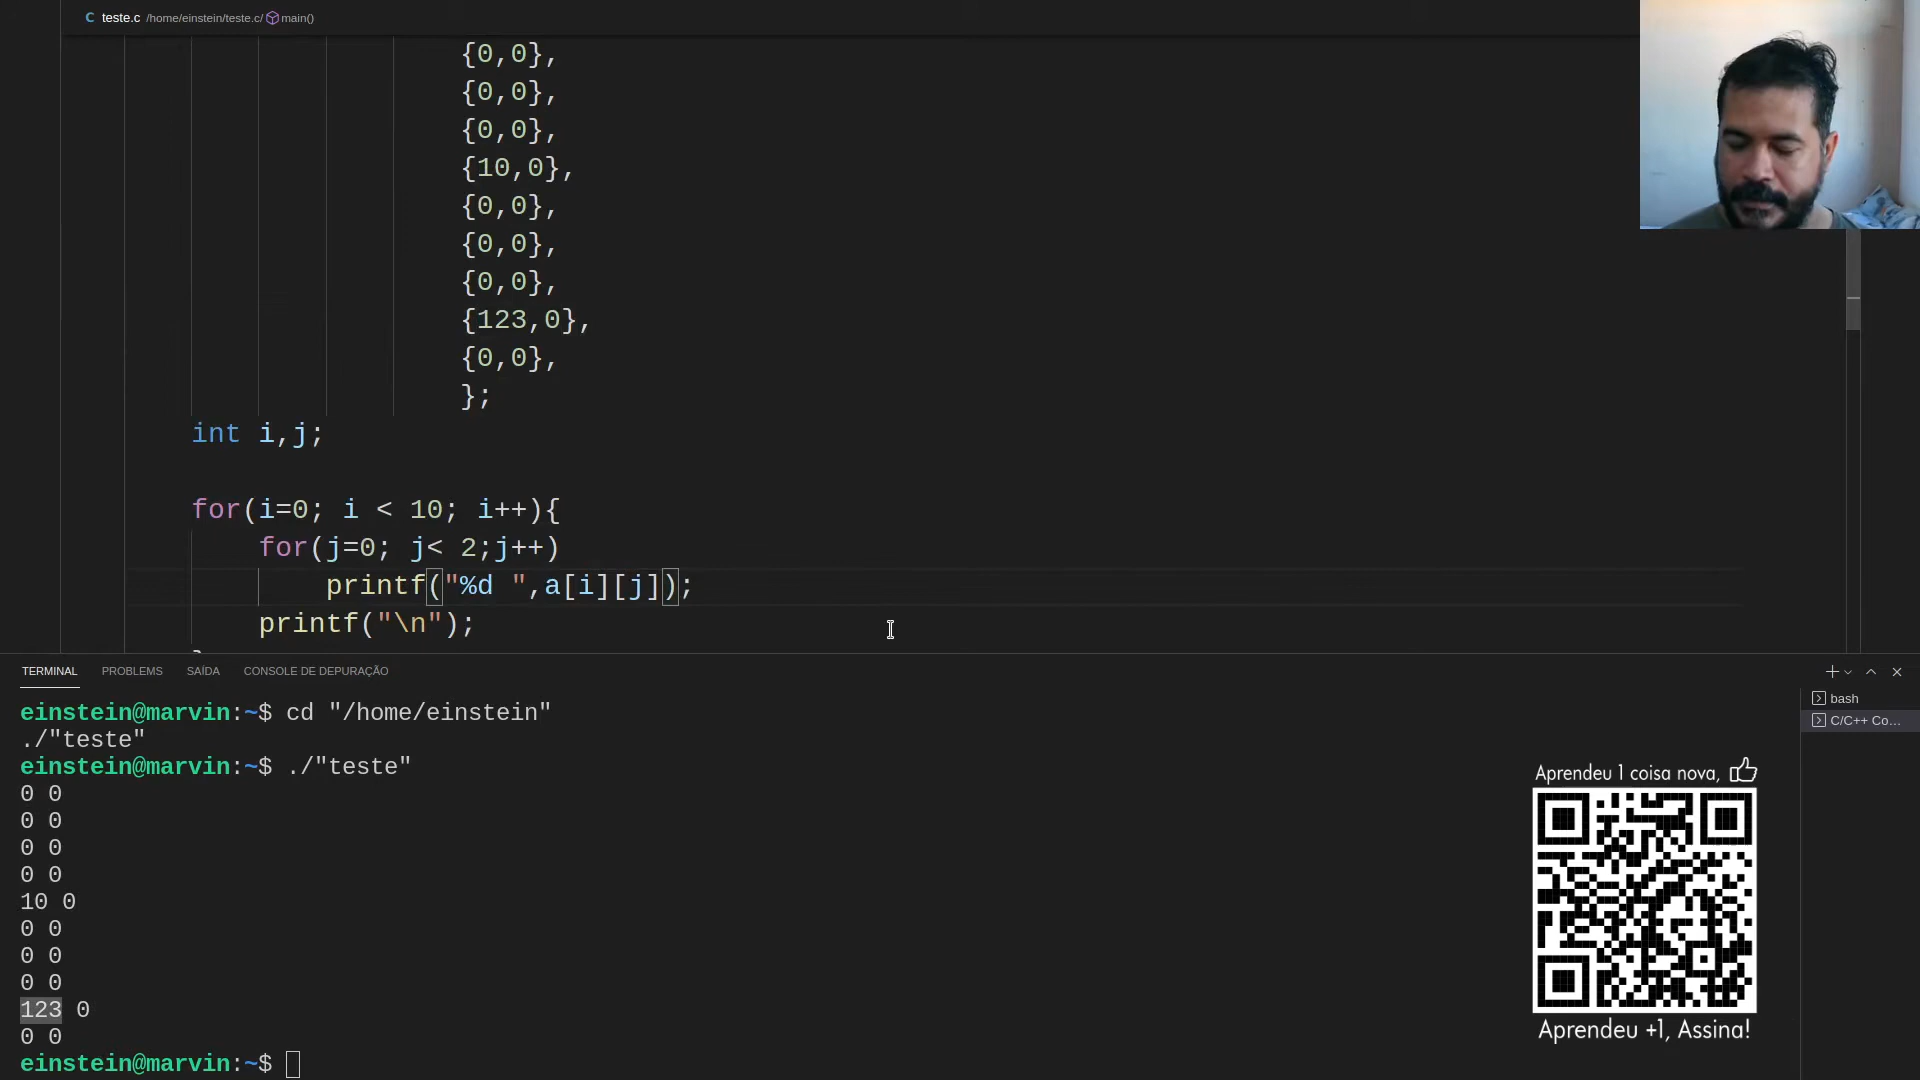 C teste.c /home/einstein/teste.c/ main()
{0,0},
{0,0},
{0,0},
{10,0},
{0,0},
{0,0},
{0,0},
{123,0},
{0,0},
};
int i,j;
for(i=0; i < 10; i++){
for(j=0; j< 2;j++)
printf("%d ",a[i][j]);
printf("\n");
TERMINAL PROBLEMS SAÍDA CONSOLE DE DEPURAÇÃO
einstein@marvin:~$ cd "/home/einstein"
./"teste"
einstein@marvin:~$ ./"teste"
0 0
0 0
0 0
0 0
10 0
0 0
0 0
0 0
123 0
0 0
einstein@marvin:~$
bash
C/C++ Co...
Aprendeu 1 coisa nova,
Aprendeu +1, Assina!